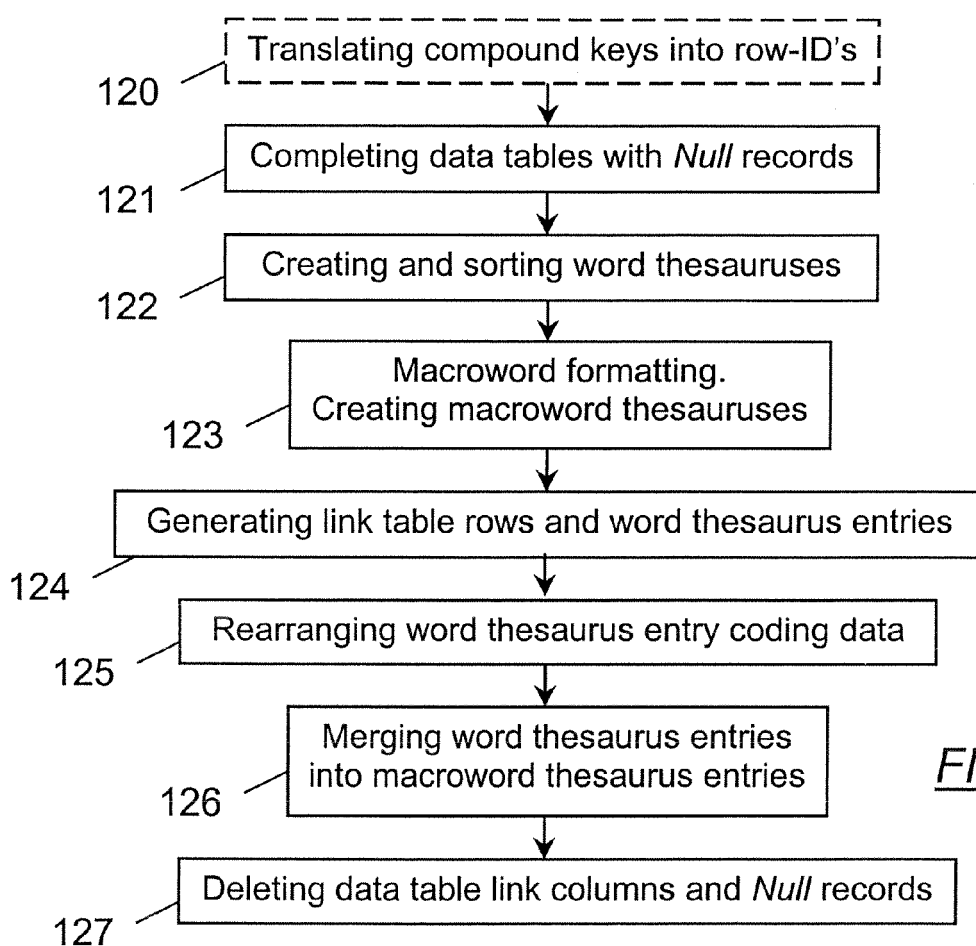 Translating compound keys into row-ID's
120
Completing data tables with Null records
121
Creating and sorting word thesauruses
122
Macroword formatting.
Creating macroword thesauruses
123
Generating link table rows and word thesaurus entries
124
Rearranging word thesaurus entry coding data
125
Merging word thesaurus entries
into macroword thesaurus entries
126
FI
Deleting data table link columns and Null records
127